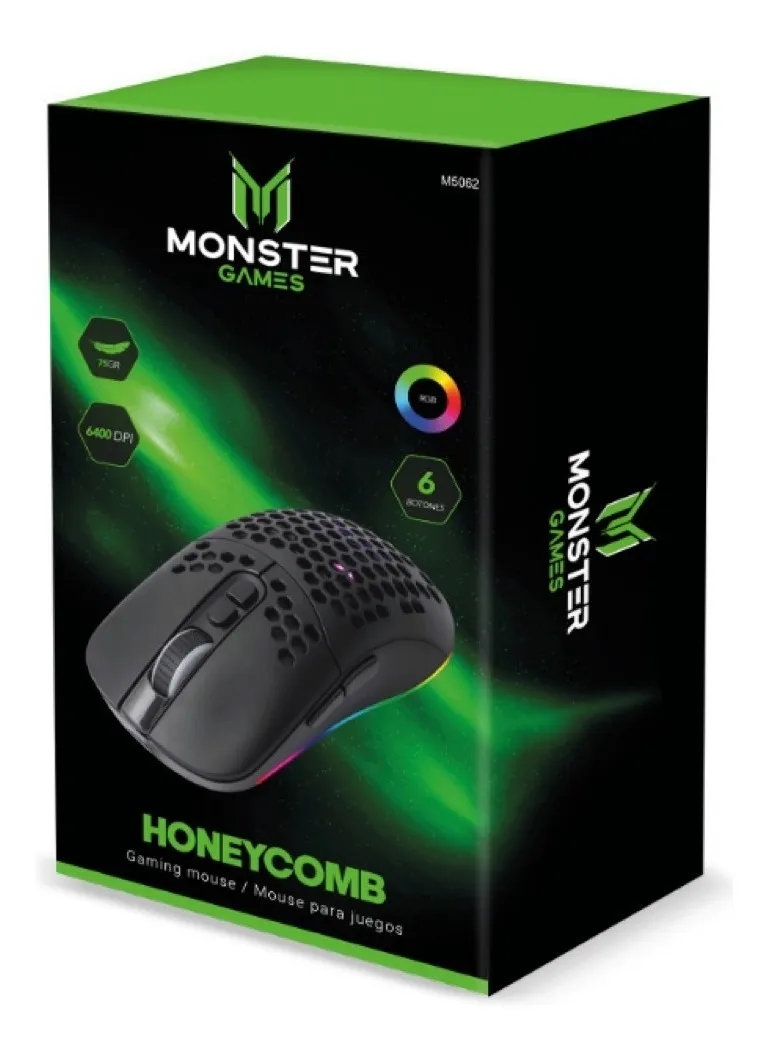 M5062
MONSTER
GAMES
75GR
6400 DPI
RGB
6
BOTONES
HONEYCOMB
Gaming mouse / Mouse para juegos
MONSTER
GAMES